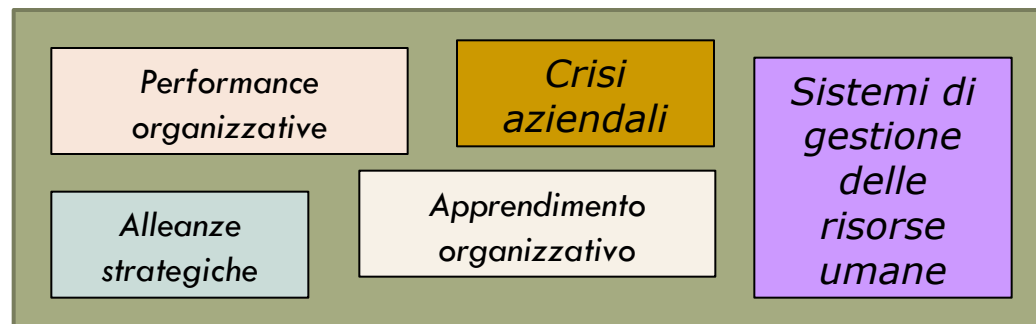 Performance
organizzative
Crisi
aziendali
Sistemi di
gestione
delle
risorse
umane
Alleanze
strategiche
Apprendimento
organizzativo